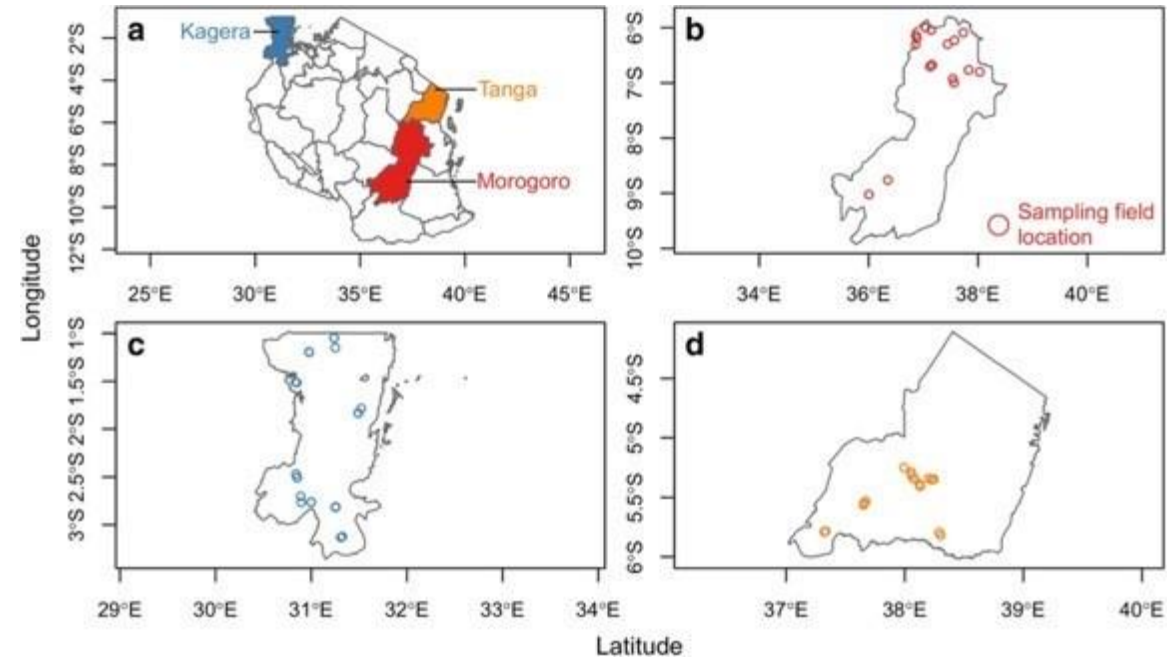 Longitude
a
Kagera
Tanga
Morogoro
2°S
4°S
6°S
8°S
10°S
12°S
25°E
30°E
35°E
40°E
45°E
b
Sampling field
location
6°S
7°S
8°S
9°S
10°S
34°E
36°E
38°E
40°E
c
1°S
1.5°S
2°S
2.5°S
3°S
29°E
30°E
31°E
32°E
33°E
34°E
d
4.5°S
5°S
5.5°S
6°S
37°E
38°E
39°E
40°E
Latitude